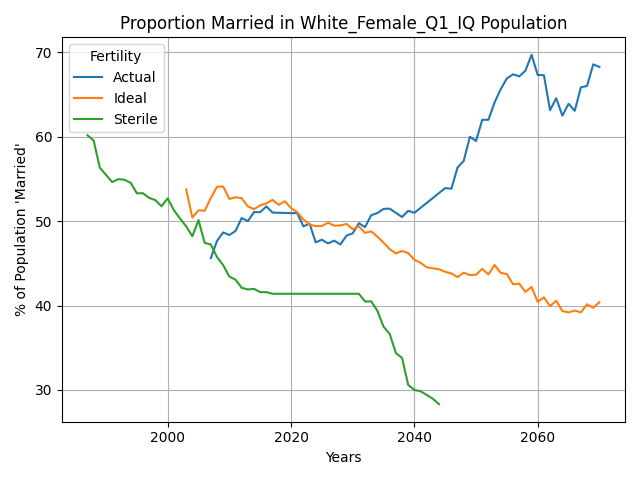 Proportion Married in White_Female_Q1_IQ Population
% of Population 'Married'
Fertility
Actual
Ideal
Sterile
70
60
50
40
30
2000
2020
2040
2060
Years